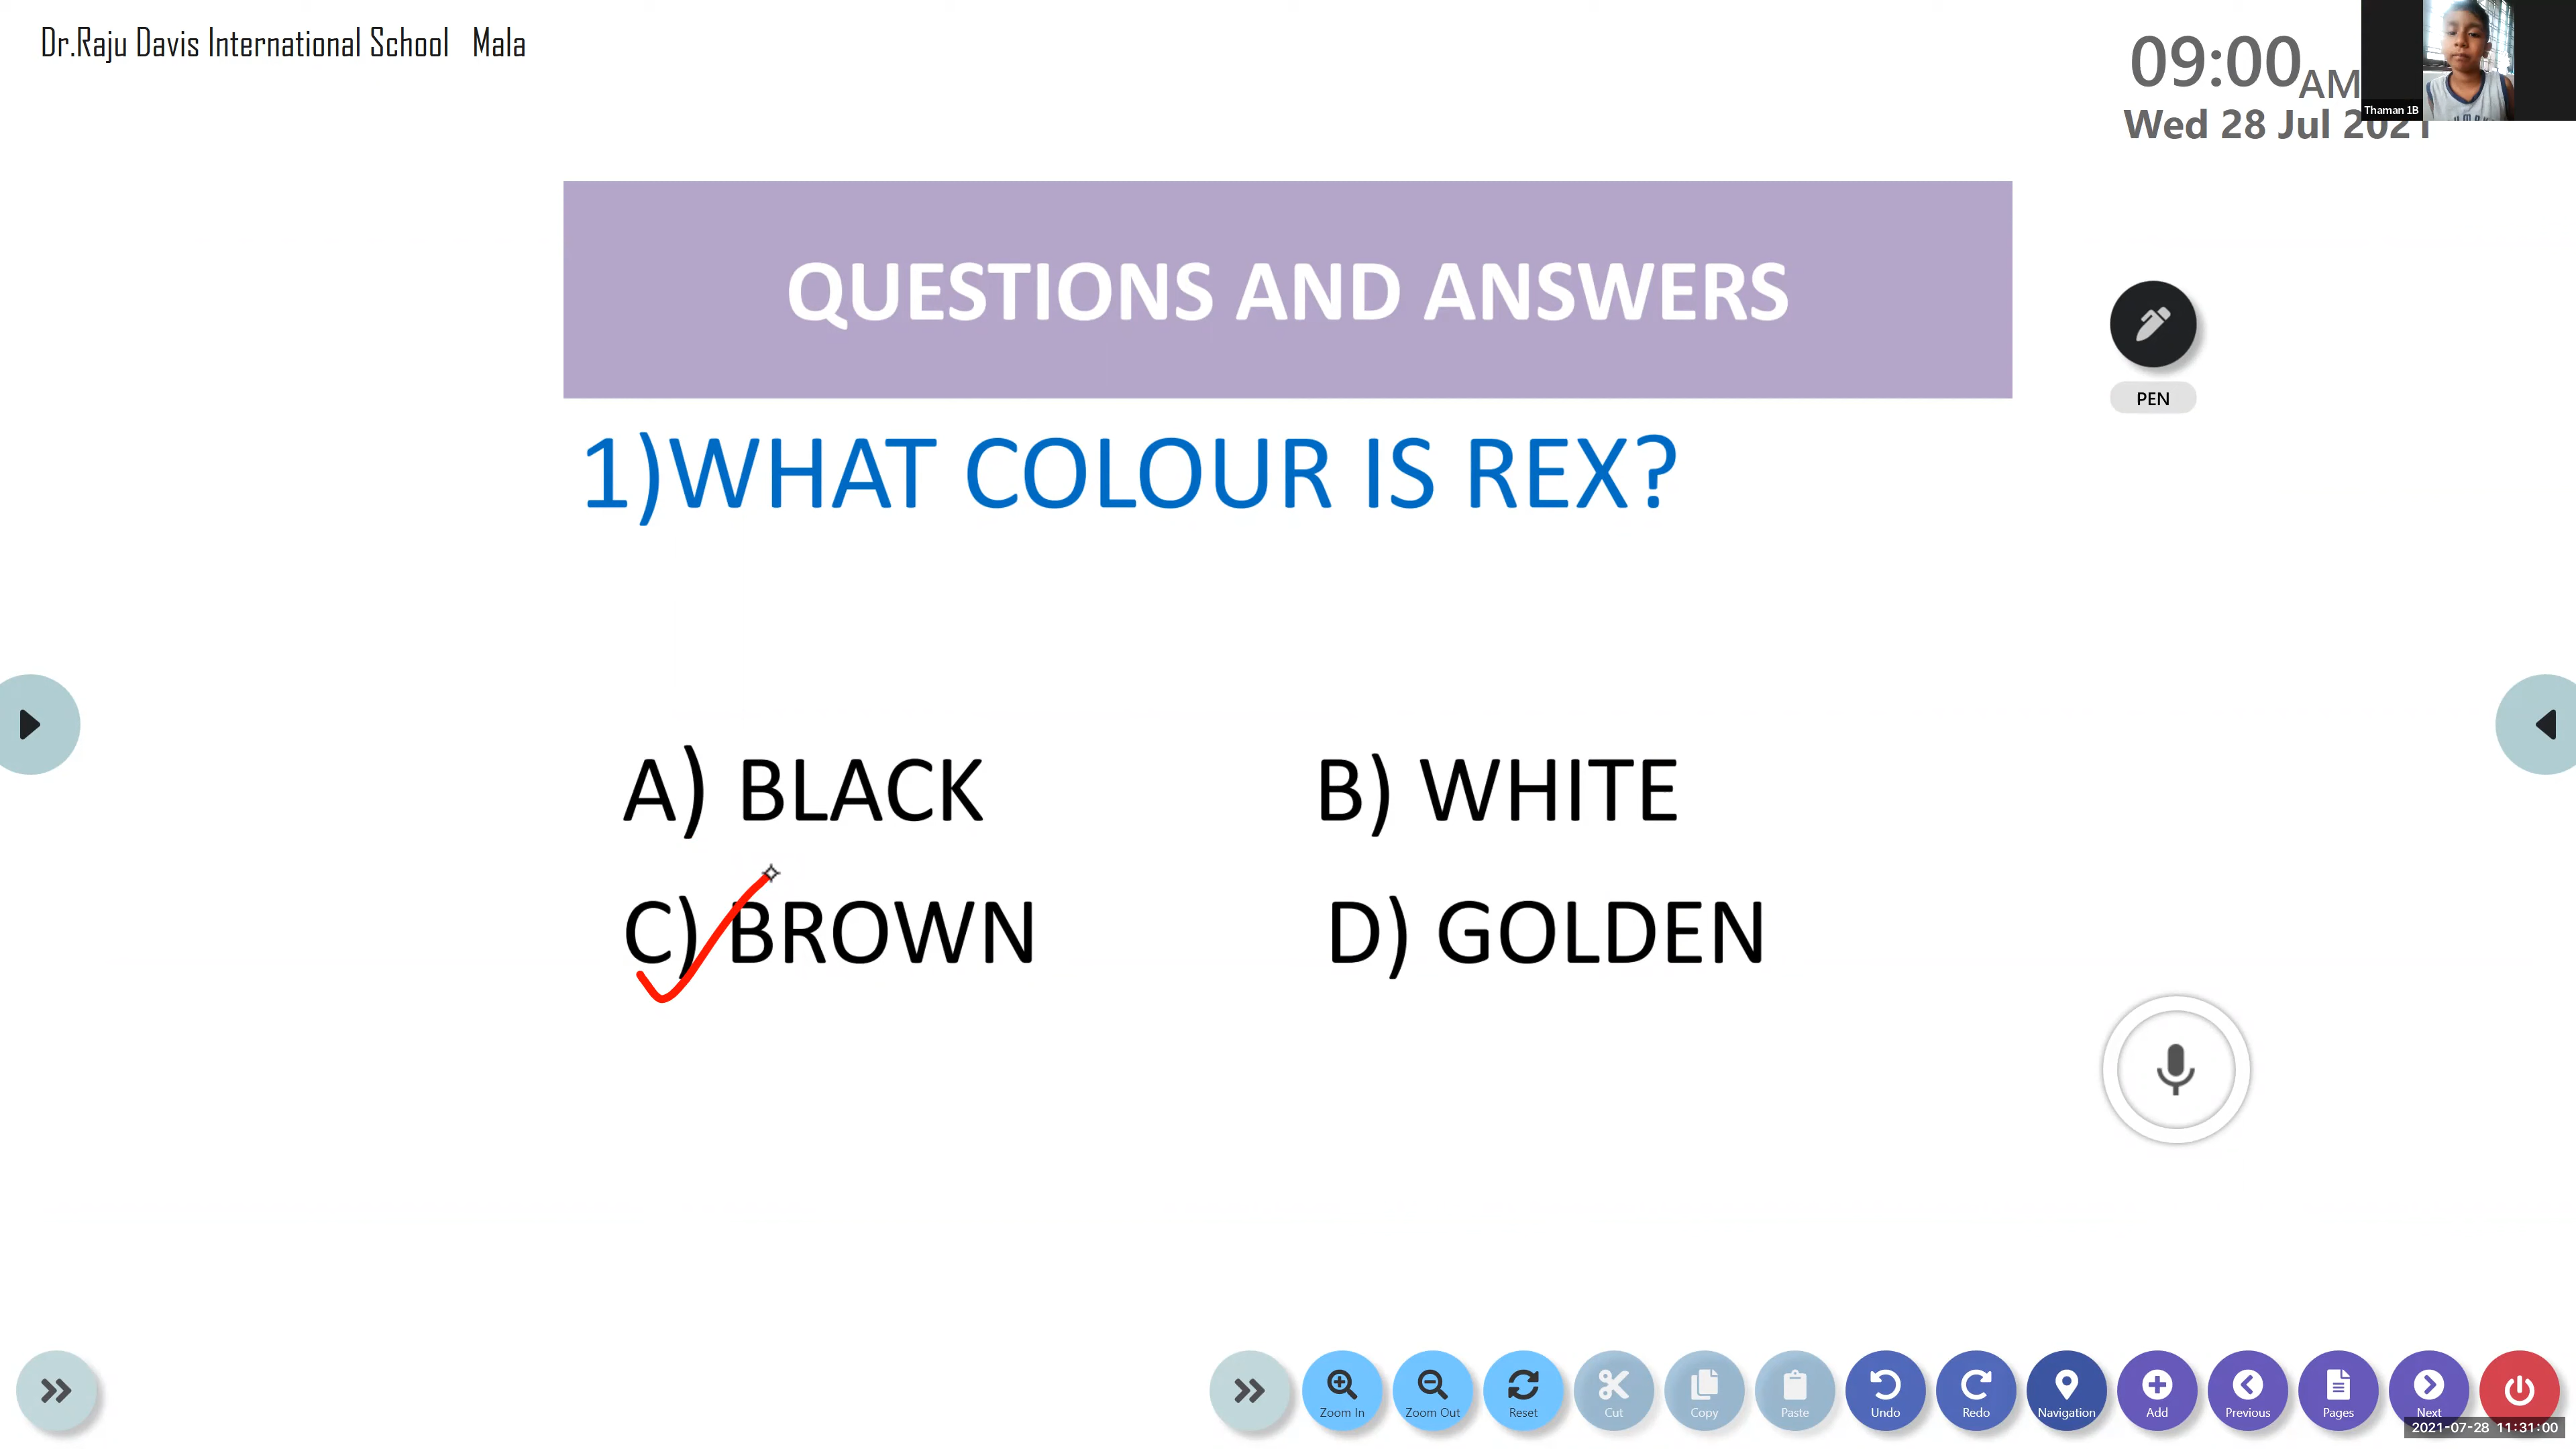 Dr.Raju Davis International School Mala
09:00 AM
Thaman 1B
Wed 28 Jul 2021
QUESTIONS AND ANSWERS
PEN
1)WHAT COLOUR IS REX?
A) BLACK B) WHITE
C) BROWN D) GOLDEN
Zoom In Zoom Out Reset Cut Copy Paste Undo Redo Navigation Add Previous Pages Next
2021-07-28 11:31:00